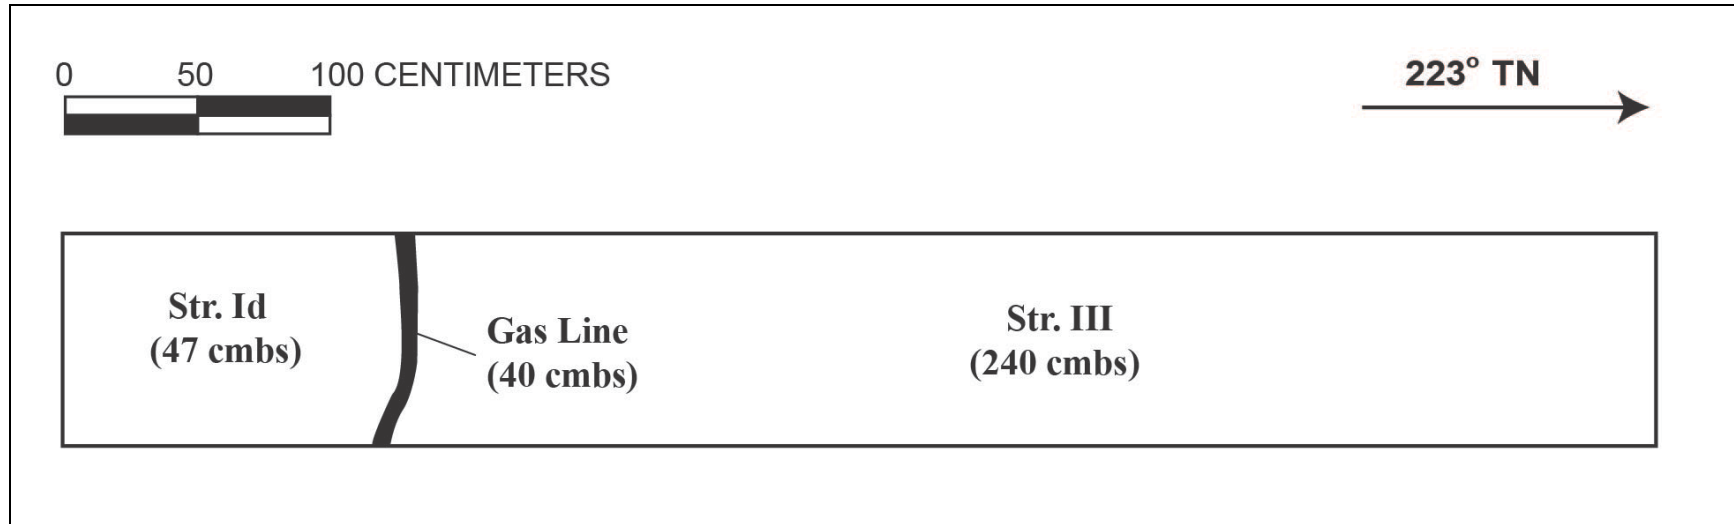 0 50 100 CENTIMETERS
223° TN
Str. Id
(47 cmbs)
Gas Line
(40 cmbs)
Str. III
(240 cmbs)